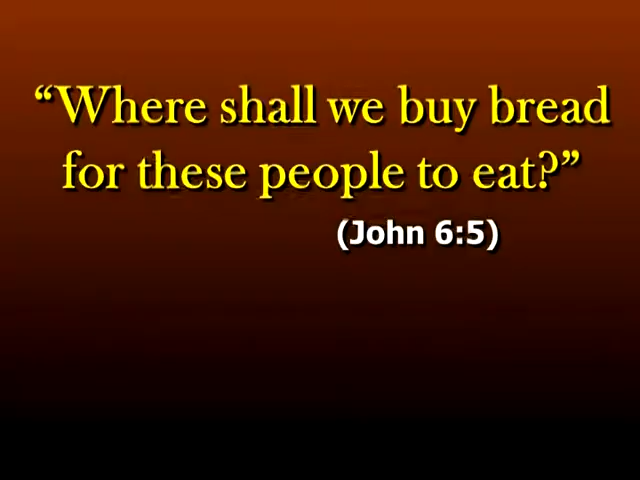 “Where shall we buy bread
for these people to eat?”
(John 6:5)